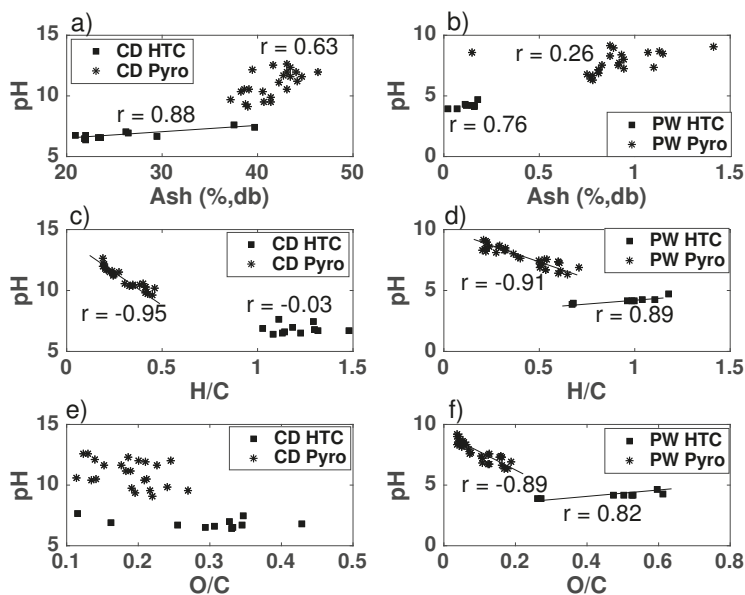 a)
CD HTC
CD Pyro
r = 0.63
r = 0.88
15
10
5
20 30 40 50
pH
Ash (%,db)
b)
r = 0.26
r = 0.76
PW HTC
PW Pyro
10
5
0
0 0.5 1 1.5
pH
Ash (%,db)
c)
CD HTC
CD Pyro
r = -0.03
r = -0.95
15
10
5
0 0.5 1 1.5
pH
H/C
d)
PW HTC
PW Pyro
r = -0.91
r = 0.89
10
5
0
0 0.5 1 1.5
pH
H/C
e)
CD HTC
CD Pyro
15
10
5
0.1 0.2 0.3 0.4 0.5
pH
O/C
f)
PW HTC
PW Pyro
r = -0.89
r = 0.82
10
5
0
0 0.2 0.4 0.6 0.8
pH
O/C